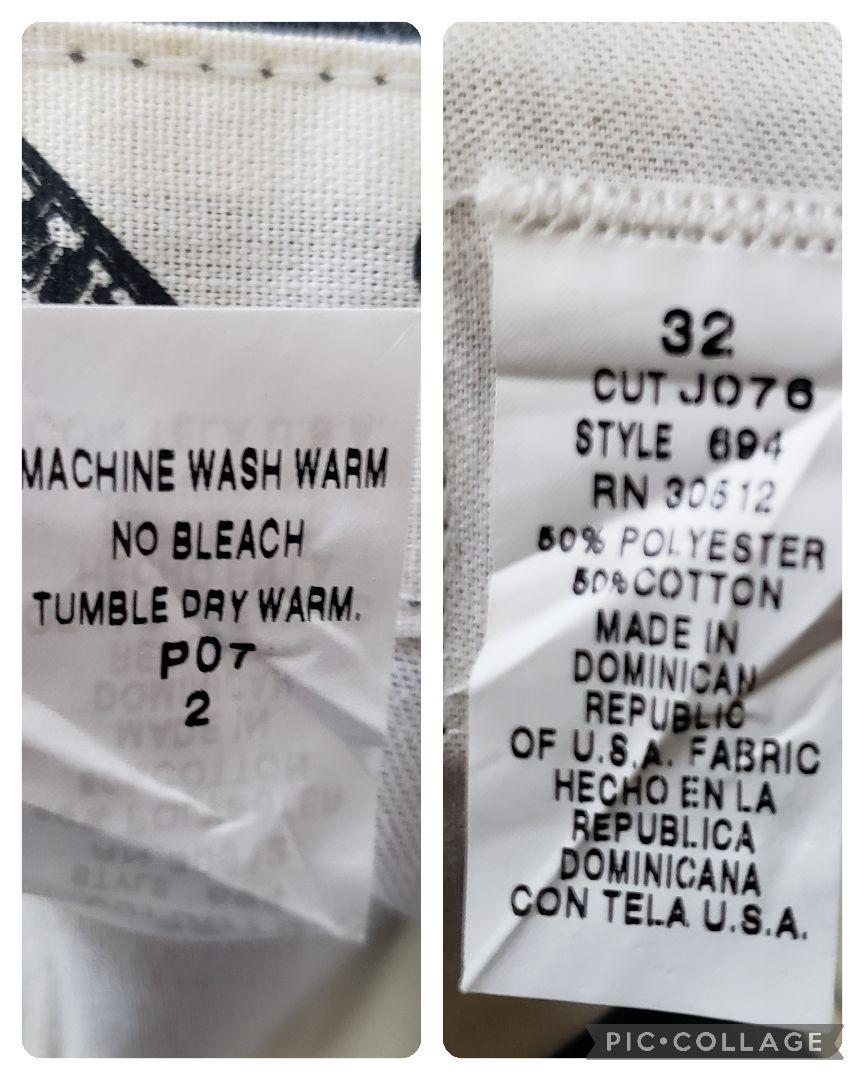 MACHINE WASH WARM
NO BLEACH
TUMBLE DRY WARM.
P07
2
32
CUT J076
STYLE 694
RN 30512
50% POLYESTER
50% COTTON
MADE IN
DOMINICAN
REPUBLIC
OF U.S.A. FABRIC
HECHO EN LA
REPUBLICA
DOMINICANA
CON TELA U.S.A.
PIC•COLLAGE